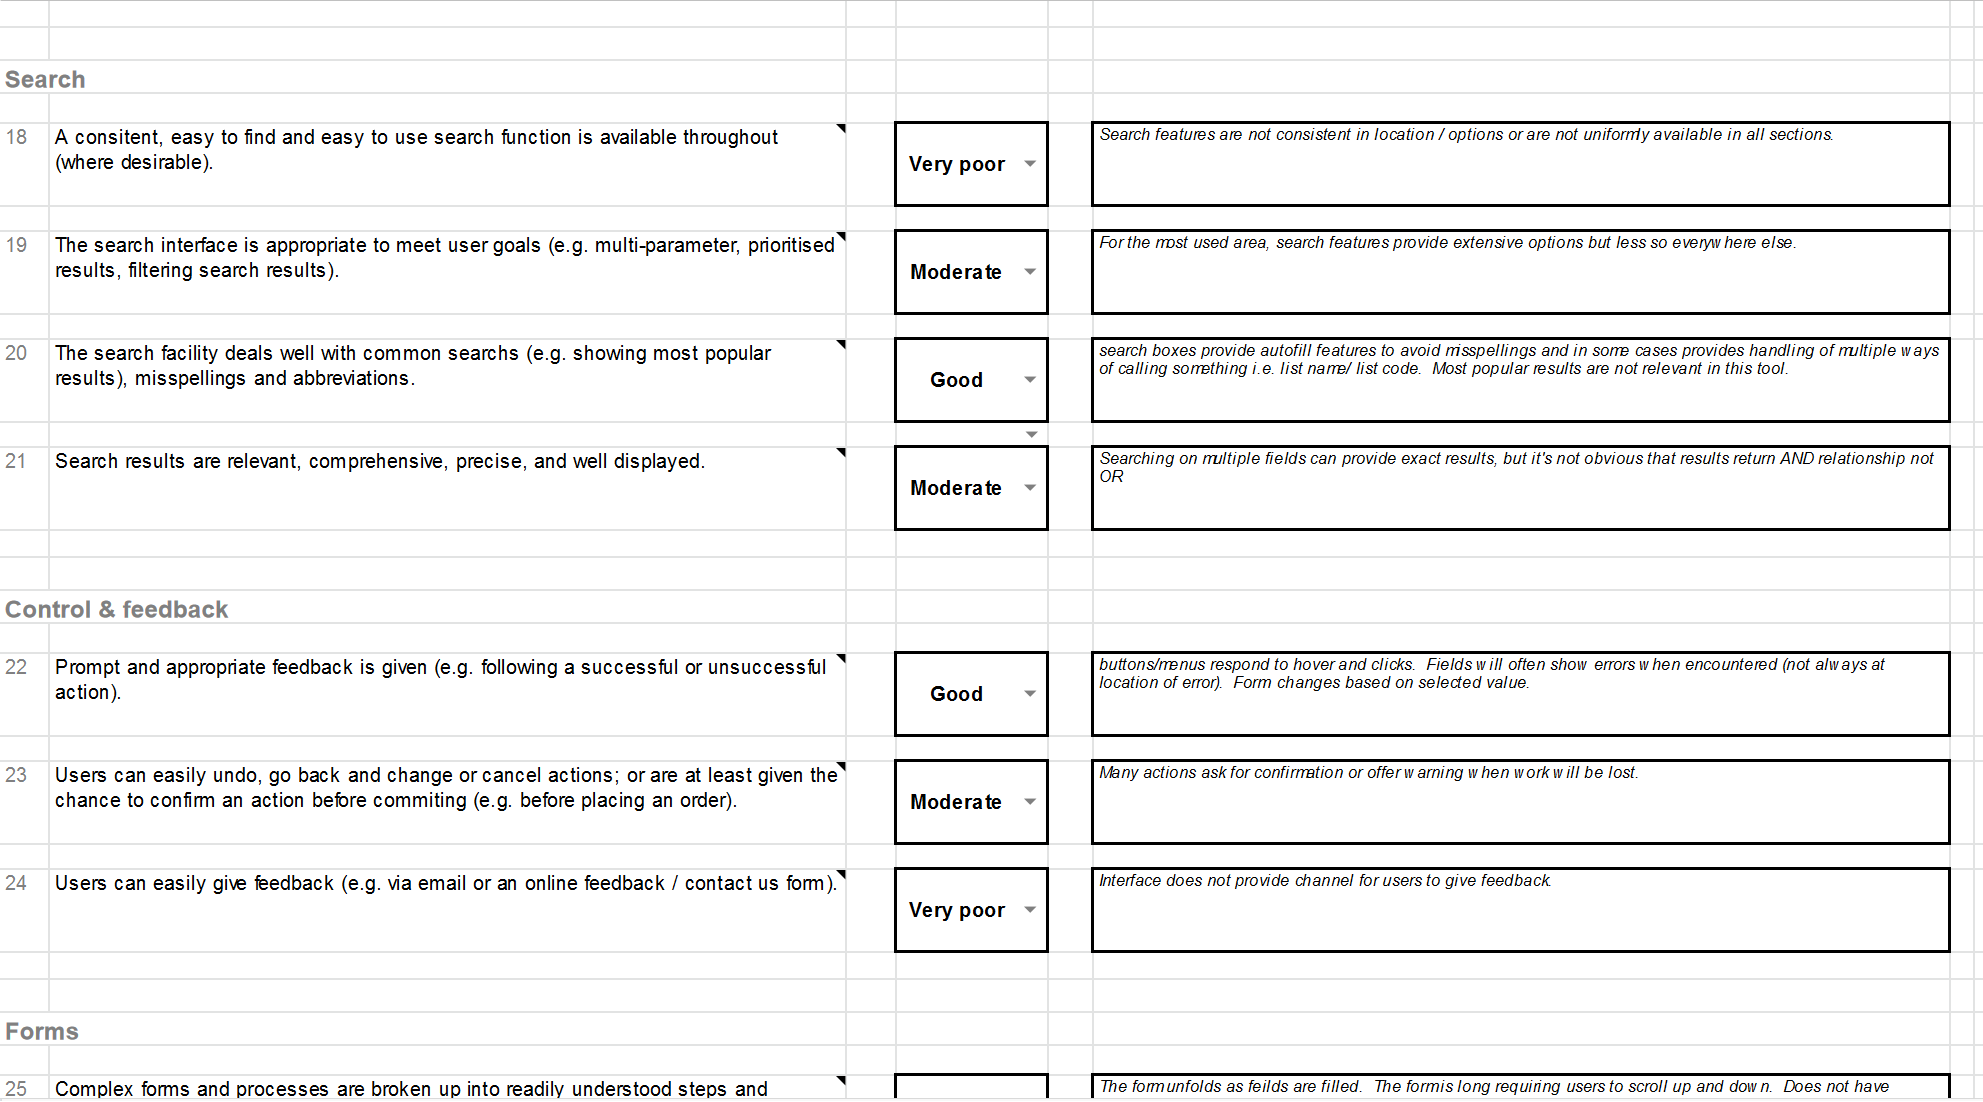 Search
18 A consitent, easy to find and easy to use search function is available throughout
(where desirable).
Very poor
Search features are not consistent in location / options or are not uniformly available in all sections.
19 The search interface is appropriate to meet user goals (e.g. multi-parameter, prioritised
results, filtering search results).
Moderate
For the most used area, search features provide extensive options but less so everywhere else.
20 The search facility deals well with common searchs (e.g. showing most popular
results), misspellings and abbreviations.
Good
search boxes provide autofill features to avoid misspellings and in some cases provides handling of multiple ways
of calling something i.e. list name/ list code.  Most popular results are not relevant in this tool.
21 Search results are relevant, comprehensive, precise, and well displayed.
Moderate
Searching on multiple fields can provide exact results, but it's not obvious that results return AND relationship not
OR
Control & feedback
22 Prompt and appropriate feedback is given (e.g. following a successful or unsuccessful
action).
Good
buttons/menus respond to hover and clicks.  Fields will often show errors when encountered (not always at
location of error).  Form changes based on selected value.
23 Users can easily undo, go back and change or cancel actions; or are at least given the
chance to confirm an action before commiting (e.g. before placing an order).
Moderate
Many actions ask for confirmation or offer warning when work will be lost.
24 Users can easily give feedback (e.g. via email or an online feedback / contact us form).
Very poor
Interface does not provide channel for users to give feedback.
Forms
25 Complex forms and processes are broken up into readily understood steps and
The form unfolds as feilds are filled.  The form is long requiring users to scroll up and down.  Does not have